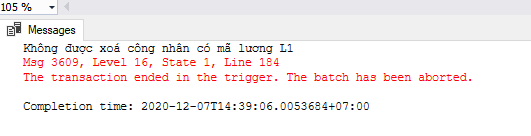 105 %
Messages
Không được xoá công nhân có mã lương L1
Msg 3609, Level 16, State 1, Line 184
The transaction ended in the trigger. The batch has been aborted.
Completion time: 2020-12-07T14:39:06.0053684+07:00